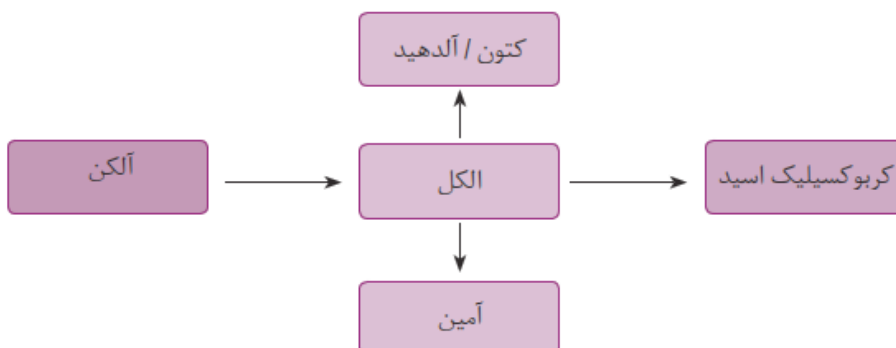 کتون / آلدهید
آلکن
الکل
کربوکسیلیک اسید
آمین